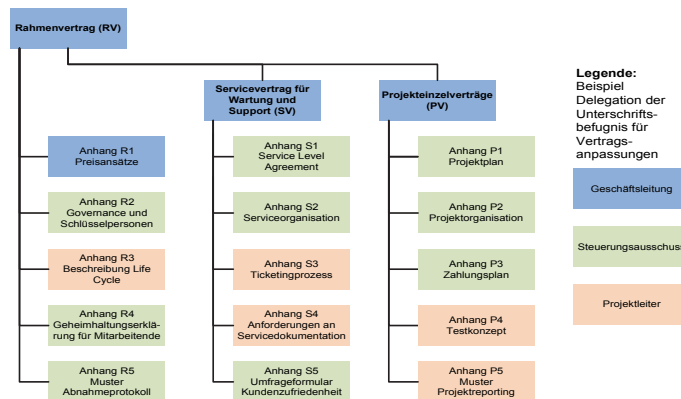 Rahmenvertrag (RV)
Servicevertrag für
Wartung und
Support (SV)
Projekteinzelverträge
(PV)
Anhang R1
Preisansätze
Anhang R2
Governance und
Schlüsselpersonen
Anhang R3
Beschreibung Life
Cycle
Anhang R4
Geheimhaltungserklä-
rung für Mitarbeitende
Anhang R5
Muster
Abnahmeprotokoll
Anhang S1
Service Level
Agreement
Anhang S2
Serviceorganisation
Anhang S3
Ticketingprozess
Anhang S4
Anforderungen an
Servicedokumentation
Anhang S5
Umfrageformular
Kundenzufriedenheit
Anhang P1
Projektplan
Anhang P2
Projektorganisation
Anhang P3
Zahlungsplan
Anhang P4
Testkonzept
Anhang P5
Muster
Projektreporting
Legende:
Beispiel
Delegation der
Unterschrifts-
befugnis für
Vertrags-
anpassungen
Geschäftsleitung
Steuerungsausschuss
Projektleiter